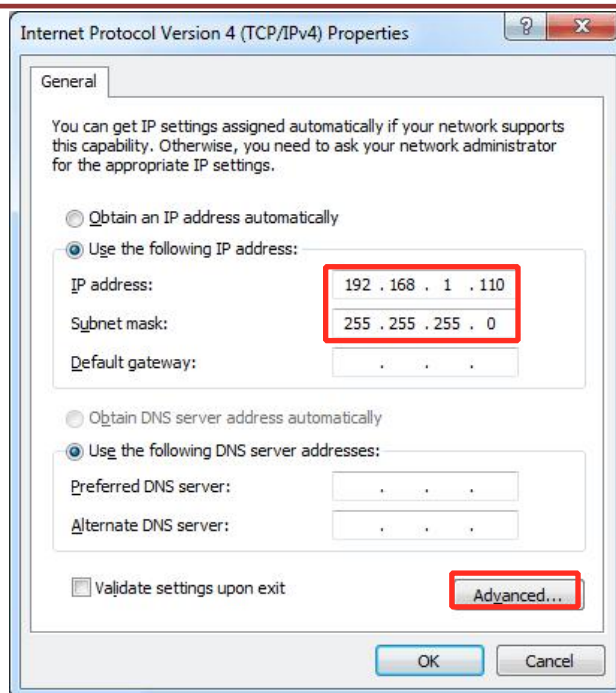 Internet Protocol Version 4 (TCP/IPv4) Properties
General
You can get IP settings assigned automatically if your network supports
this capability. Otherwise, you need to ask your network administrator
for the appropriate IP settings.
Obtain an IP address automatically
Use the following IP address:
IP address: 192 . 168 . 1 . 110
Subnet mask: 255 . 255 . 255 . 0
Default gateway: . . .
Obtain DNS server address automatically
Use the following DNS server addresses:
Preferred DNS server: . . .
Alternate DNS server: . . .
Validate settings upon exit
Advanced...
OK Cancel